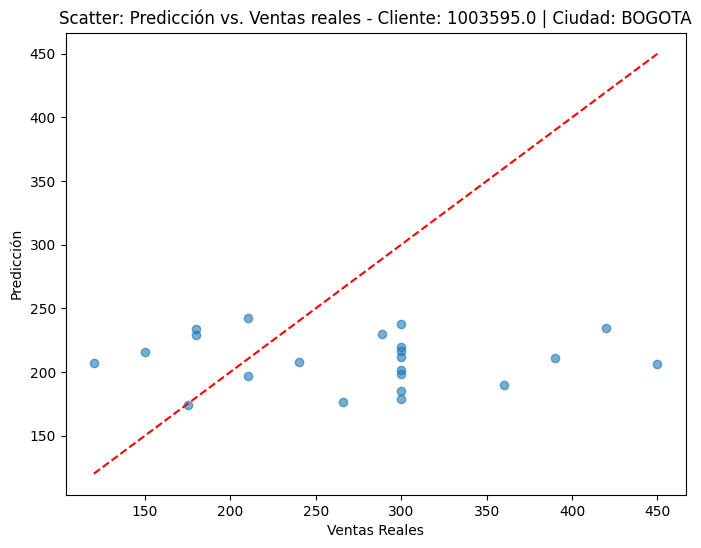 Scatter: Predicción vs. Ventas reales - Cliente: 1003595.0 | Ciudad: BOGOTA
450
400
350
300
250
200
150
Predicción
150 200 250 300 350 400 450
Ventas Reales